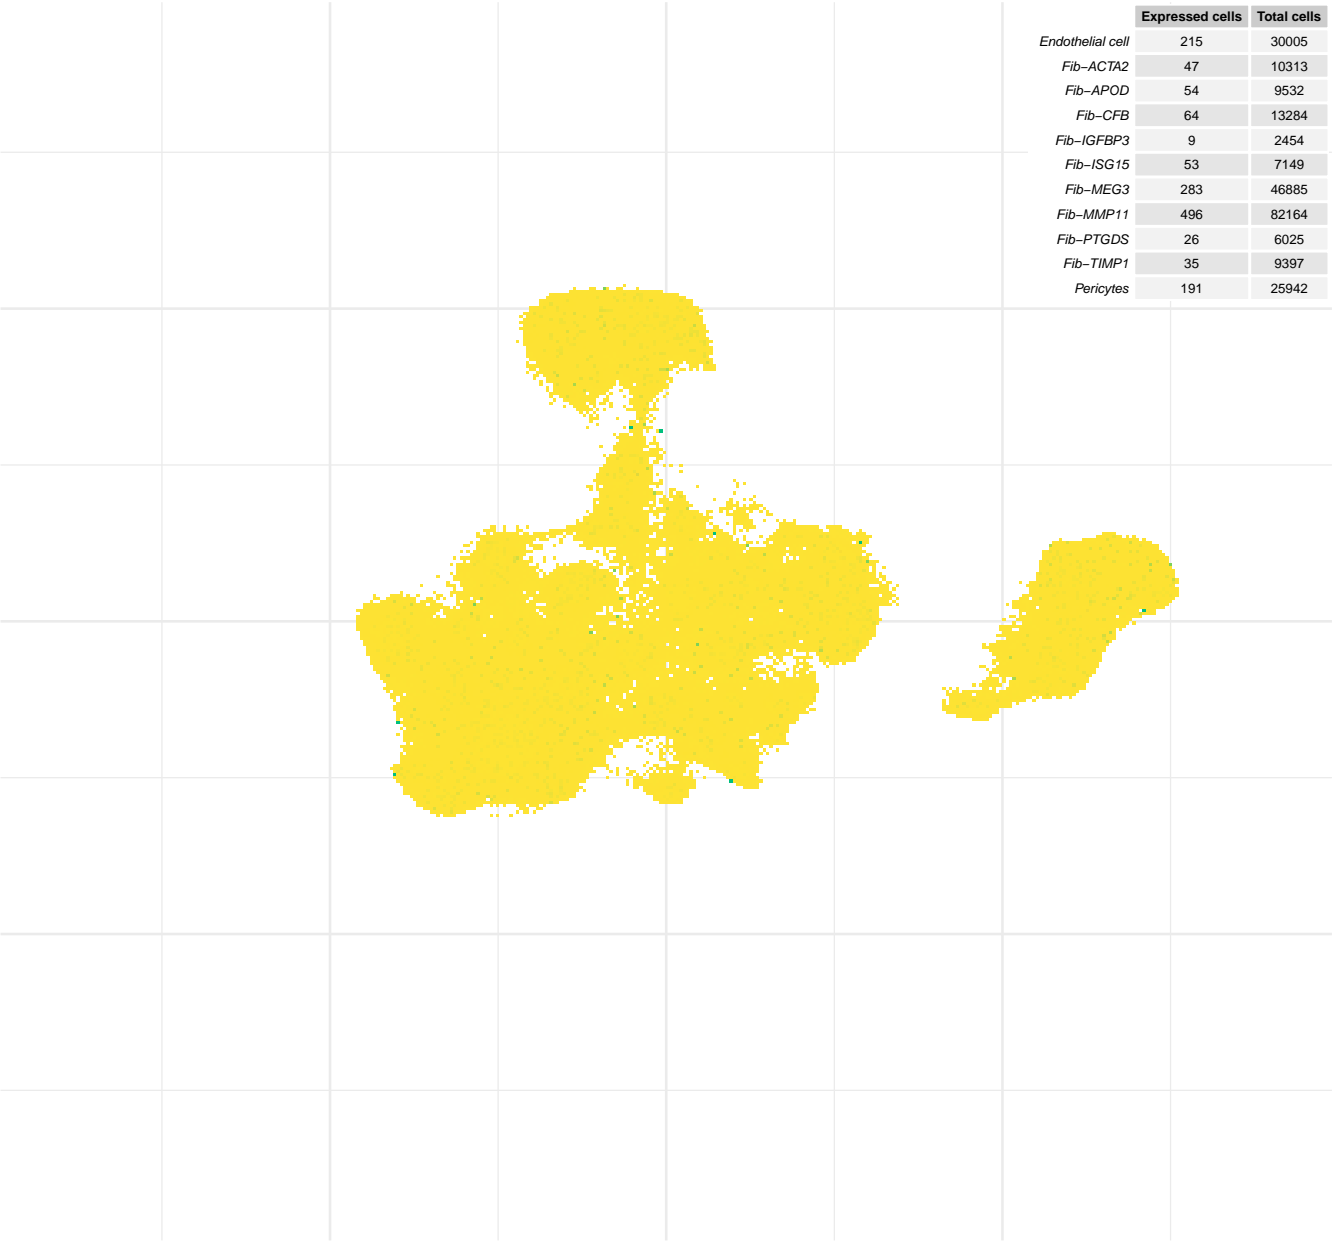 Expressed cells Total cells
Endothelial cell 215 30005
Fib−ACTA2 47 10313
Fib−APOD 54 9532
Fib−CFB 64 13284
Fib−IGFBP3 9 2454
Fib−ISG15 53 7149
Fib−MEG3 283 46885
Fib−MMP11 496 82164
Fib−PTGDS 26 6025
Fib−TIMP1 35 9397
Pericytes 191 25942